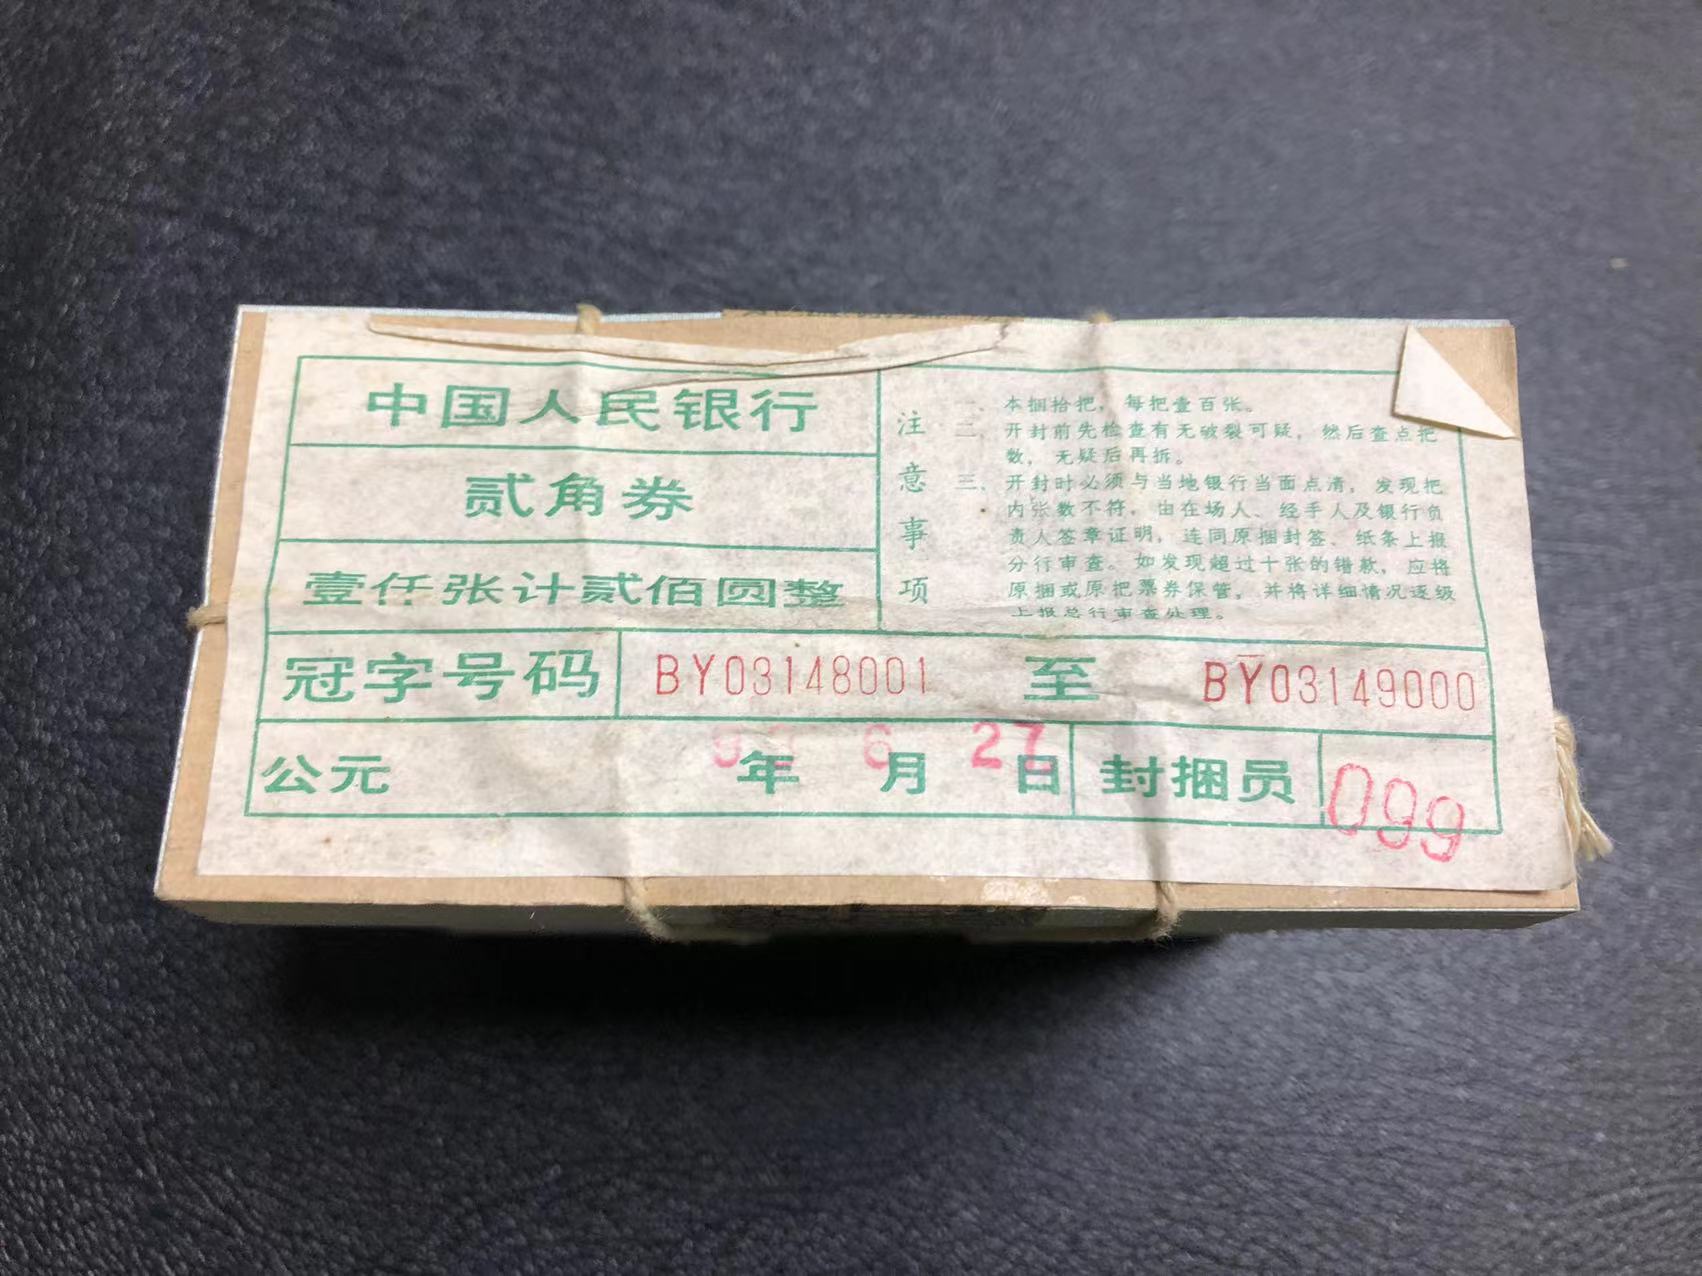 中国人民银行
贰角券
壹仟张计贰佰圆整
注意事项
一、本捆拾把，每把壹百张。
二、开封前先检查有无破裂可疑，然后查点把
数，无疑后再拆。
三、开封时必须与当地银行当面点清，发现把
内张数不符，由在场人、经手人及银行负
责人签章证明，连同原捆封签、纸条上报
分行审查。如发现超过十张的错款，应将
原捆或原把票券保管，并将详细情况逐级
上报总行审查处理。
冠字号码 BY03148001 至 BY03149000
公元 年 6 月 27 日 封捆员 099